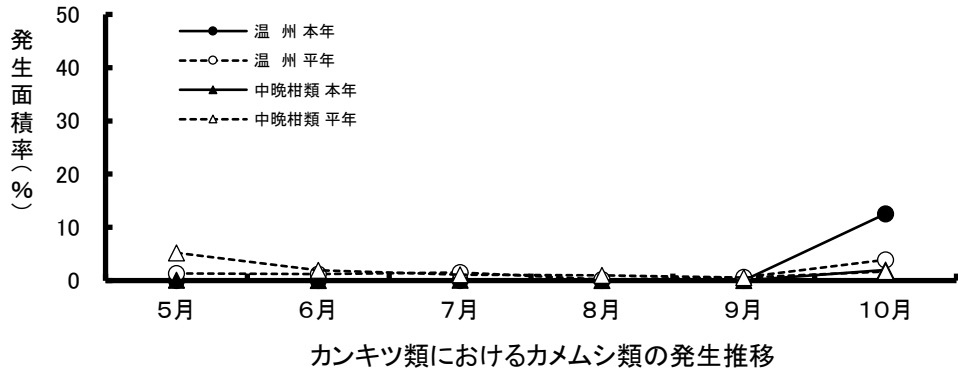 発生面積率(%)
50
40
30
20
10
0
温 州 本年
温 州 平年
中晩柑類 本年
中晩柑類 平年
5月 6月 7月 8月 9月 10月
カンキツ類におけるカメムシ類の発生推移